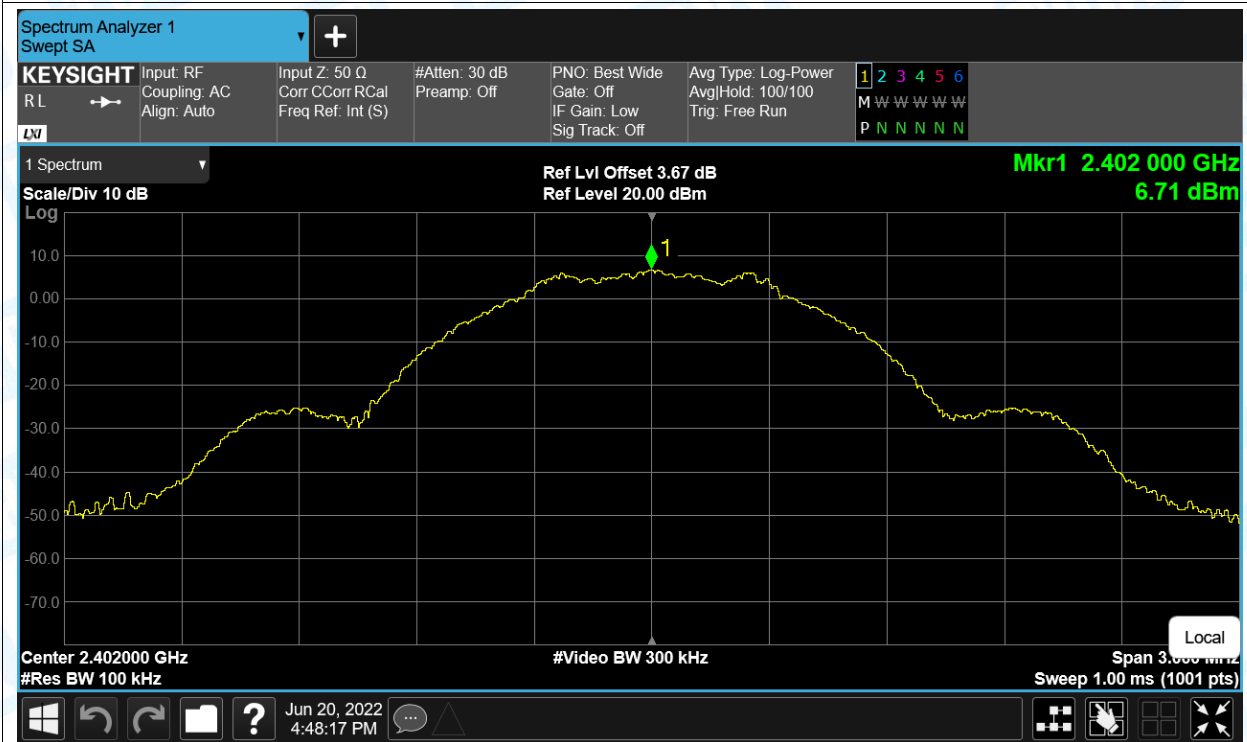 Spectrum Analyzer 1
Swept SA
KEYSIGHT
R L
LXI
Input: RF
Coupling: AC
Align: Auto
Input Z: 50 Ω
Corr CCorr RCal
Freq Ref: Int (S)
#Atten: 30 dB
Preamp: Off
PNO: Best Wide
Gate: Off
IF Gain: Low
Sig Track: Off
Avg Type: Log-Power
Avg|Hold: 100/100
Trig: Free Run
1 2 3 4 5 6
M W W W W W
P N N N N N
1 Spectrum
Scale/Div 10 dB
Log
Ref Lvl Offset 3.67 dB
Ref Level 20.00 dBm
Mkr1 2.402 000 GHz
6.71 dBm
1
10.0
0.00
-10.0
-20.0
-30.0
-40.0
-50.0
-60.0
-70.0
Center 2.402000 GHz
#Res BW 100 kHz
#Video BW 300 kHz
Local
Span
Sweep 1.00 ms (1001 pts)
?
Jun 20, 2022
4:48:17 PM